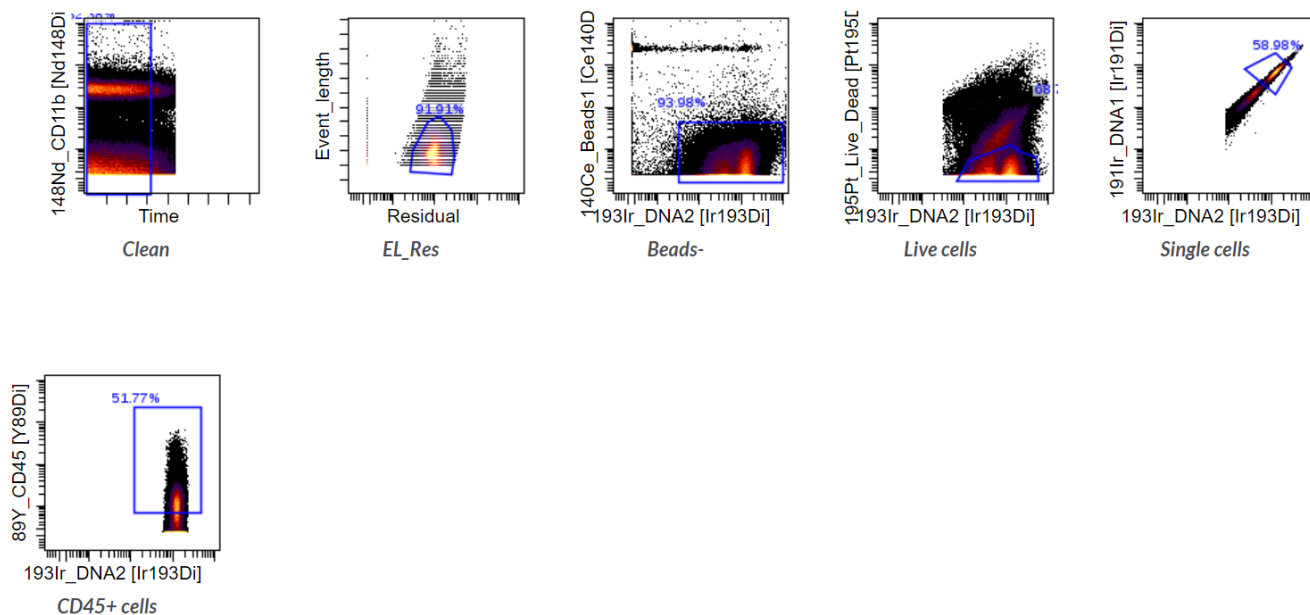 148Nd_CD11b [Nd148Di]
Time
Clean
Event_length
91.91%
Residual
EL_Res
140Ce_Beads1 [Ce140D
93.98%
193Ir_DNA2 [Ir193Di]
Beads-
195Pt_Live_Dead [Pt195D
68.7
193Ir_DNA2 [Ir193Di]
Live cells
191Ir_DNA1 [Ir191Di]
58.98%
193Ir_DNA2 [Ir193Di]
Single cells
89Y_CD45 [Y89Di]
51.77%
193Ir_DNA2 [Ir193Di]
CD45+ cells